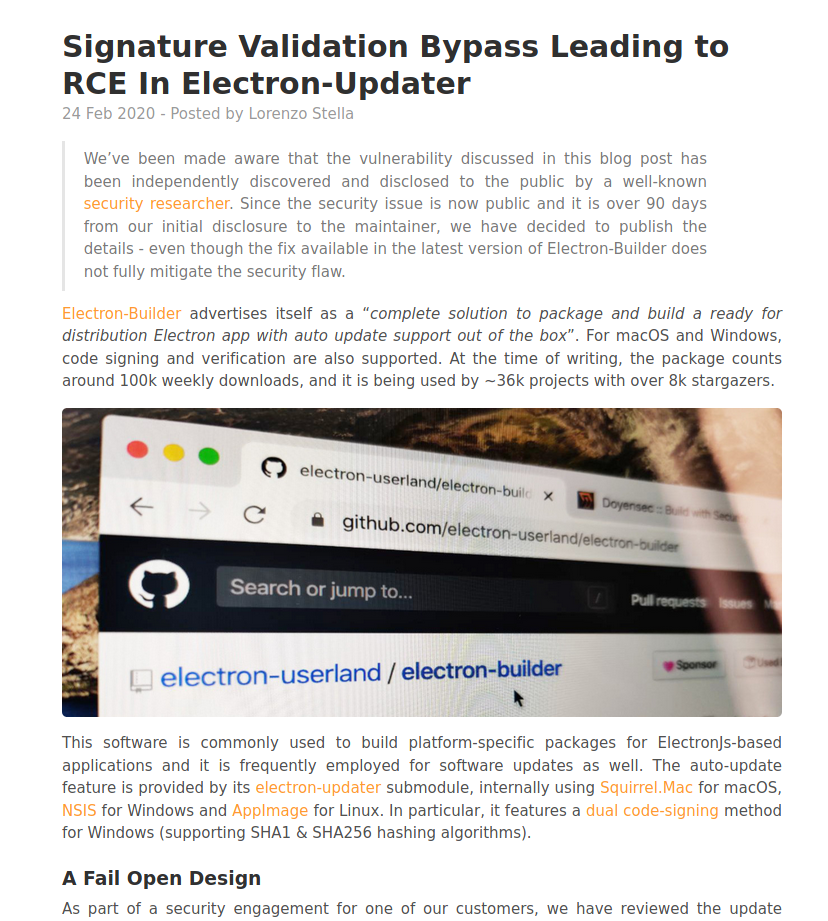 Signature Validation Bypass Leading to
RCE In Electron-Updater
24 Feb 2020 - Posted by Lorenzo Stella
We’ve been made aware that the vulnerability discussed in this blog post has
been independently discovered and disclosed to the public by a well-known
security researcher. Since the security issue is now public and it is over 90 days
from our initial disclosure to the maintainer, we have decided to publish the
details - even though the fix available in the latest version of Electron-Builder does
not fully mitigate the security flaw.
Electron-Builder advertises itself as a “complete solution to package and build a ready for
distribution Electron app with auto update support out of the box”. For macOS and Windows,
code signing and verification are also supported. At the time of writing, the package counts
around 100k weekly downloads, and it is being used by ~36k projects with over 8k stargazers.
electron-userland/electron-builc
Doyensec :: Build with Secu
github.com/electron-userland/electron-builder
Search or jump to... /
Pull requests Issues
electron-userland / electron-builder
Sponsor Used
This software is commonly used to build platform-specific packages for ElectronJs-based
applications and it is frequently employed for software updates as well. The auto-update
feature is provided by its electron-updater submodule, internally using Squirrel.Mac for macOS,
NSIS for Windows and AppImage for Linux. In particular, it features a dual code-signing method
for Windows (supporting SHA1 & SHA256 hashing algorithms).
A Fail Open Design
As part of a security engagement for one of our customers, we have reviewed the update